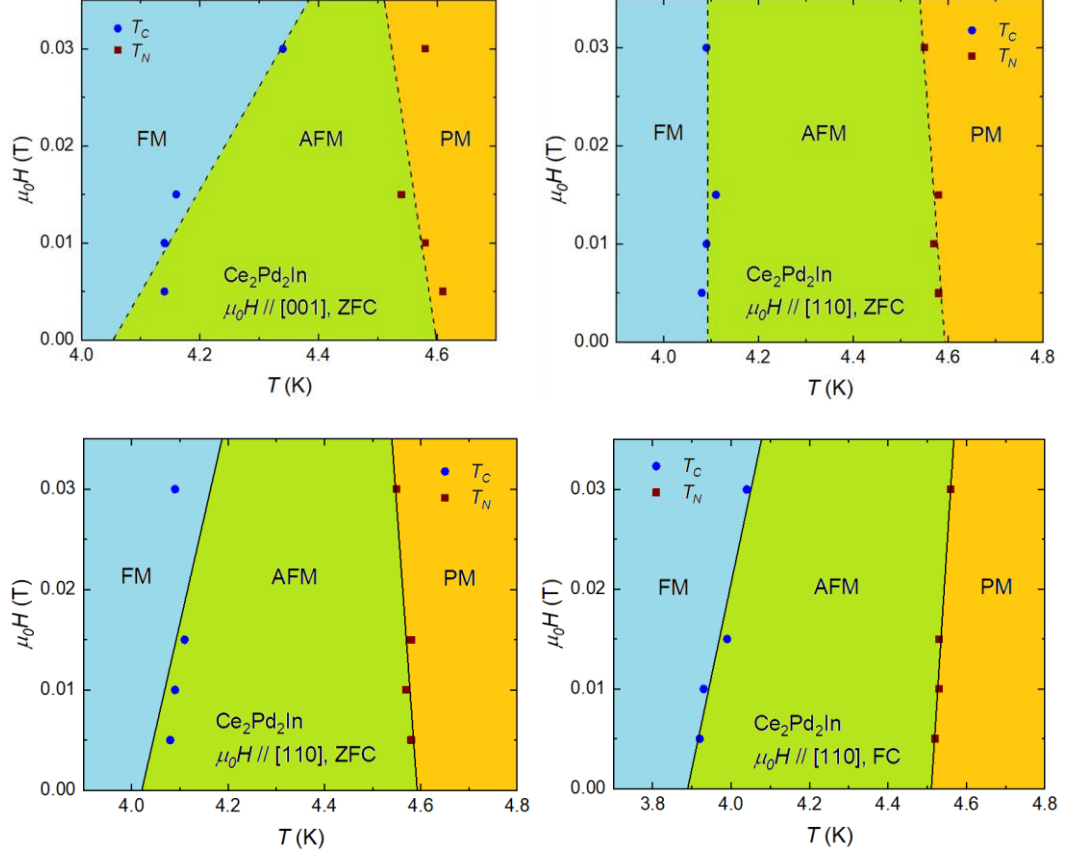 0.03
0.02
0.01
0.00
μ₀H (T)
T_C
T_N
FM
AFM
PM
Ce₂Pd₂In
μ₀H // [001], ZFC
4.0
4.2
4.4
4.6
T (K)
0.03
0.02
0.01
0.00
μ₀H (T)
T_C
T_N
FM
AFM
PM
Ce₂Pd₂In
μ₀H // [110], ZFC
4.0
4.2
4.4
4.6
4.8
T (K)
0.03
0.02
0.01
0.00
μ₀H (T)
T_C
T_N
FM
AFM
PM
Ce₂Pd₂In
μ₀H // [110], ZFC
4.0
4.2
4.4
4.6
4.8
T (K)
0.03
0.02
0.01
0.00
μ₀H (T)
T_C
T_N
FM
AFM
PM
Ce₂Pd₂In
μ₀H // [110], FC
3.8
4.0
4.2
4.4
4.6
4.8
T (K)